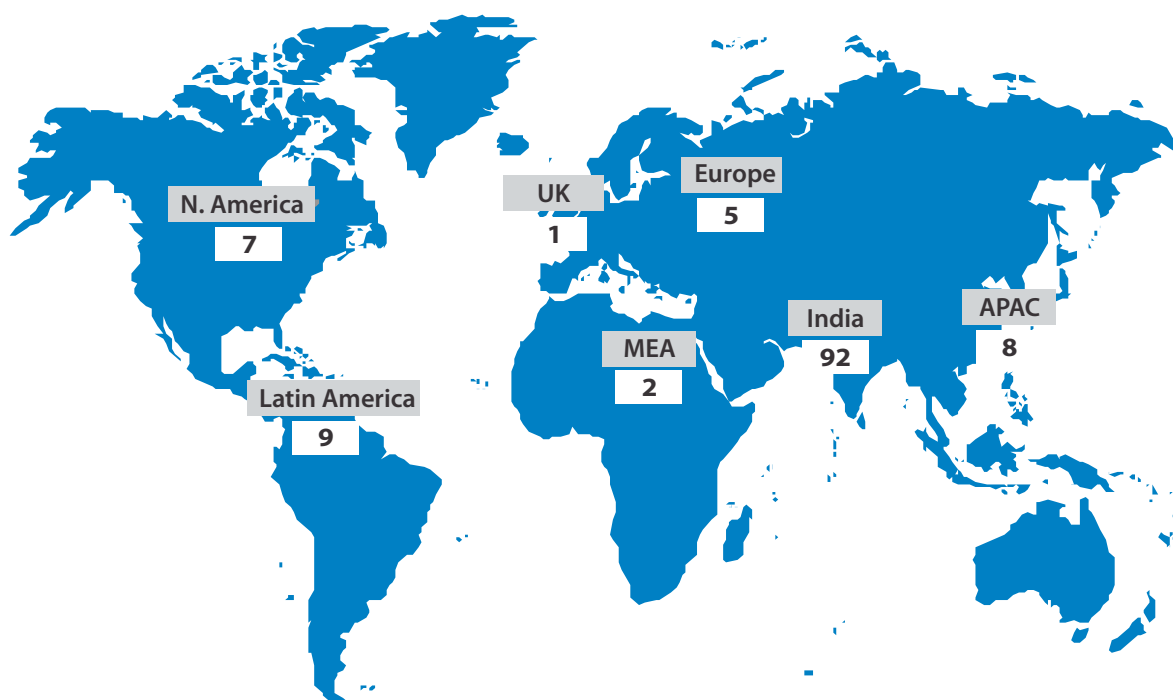 Europe
5
UK
1
N. America
7
India
92
APAC
8
MEA
2
Latin America
9